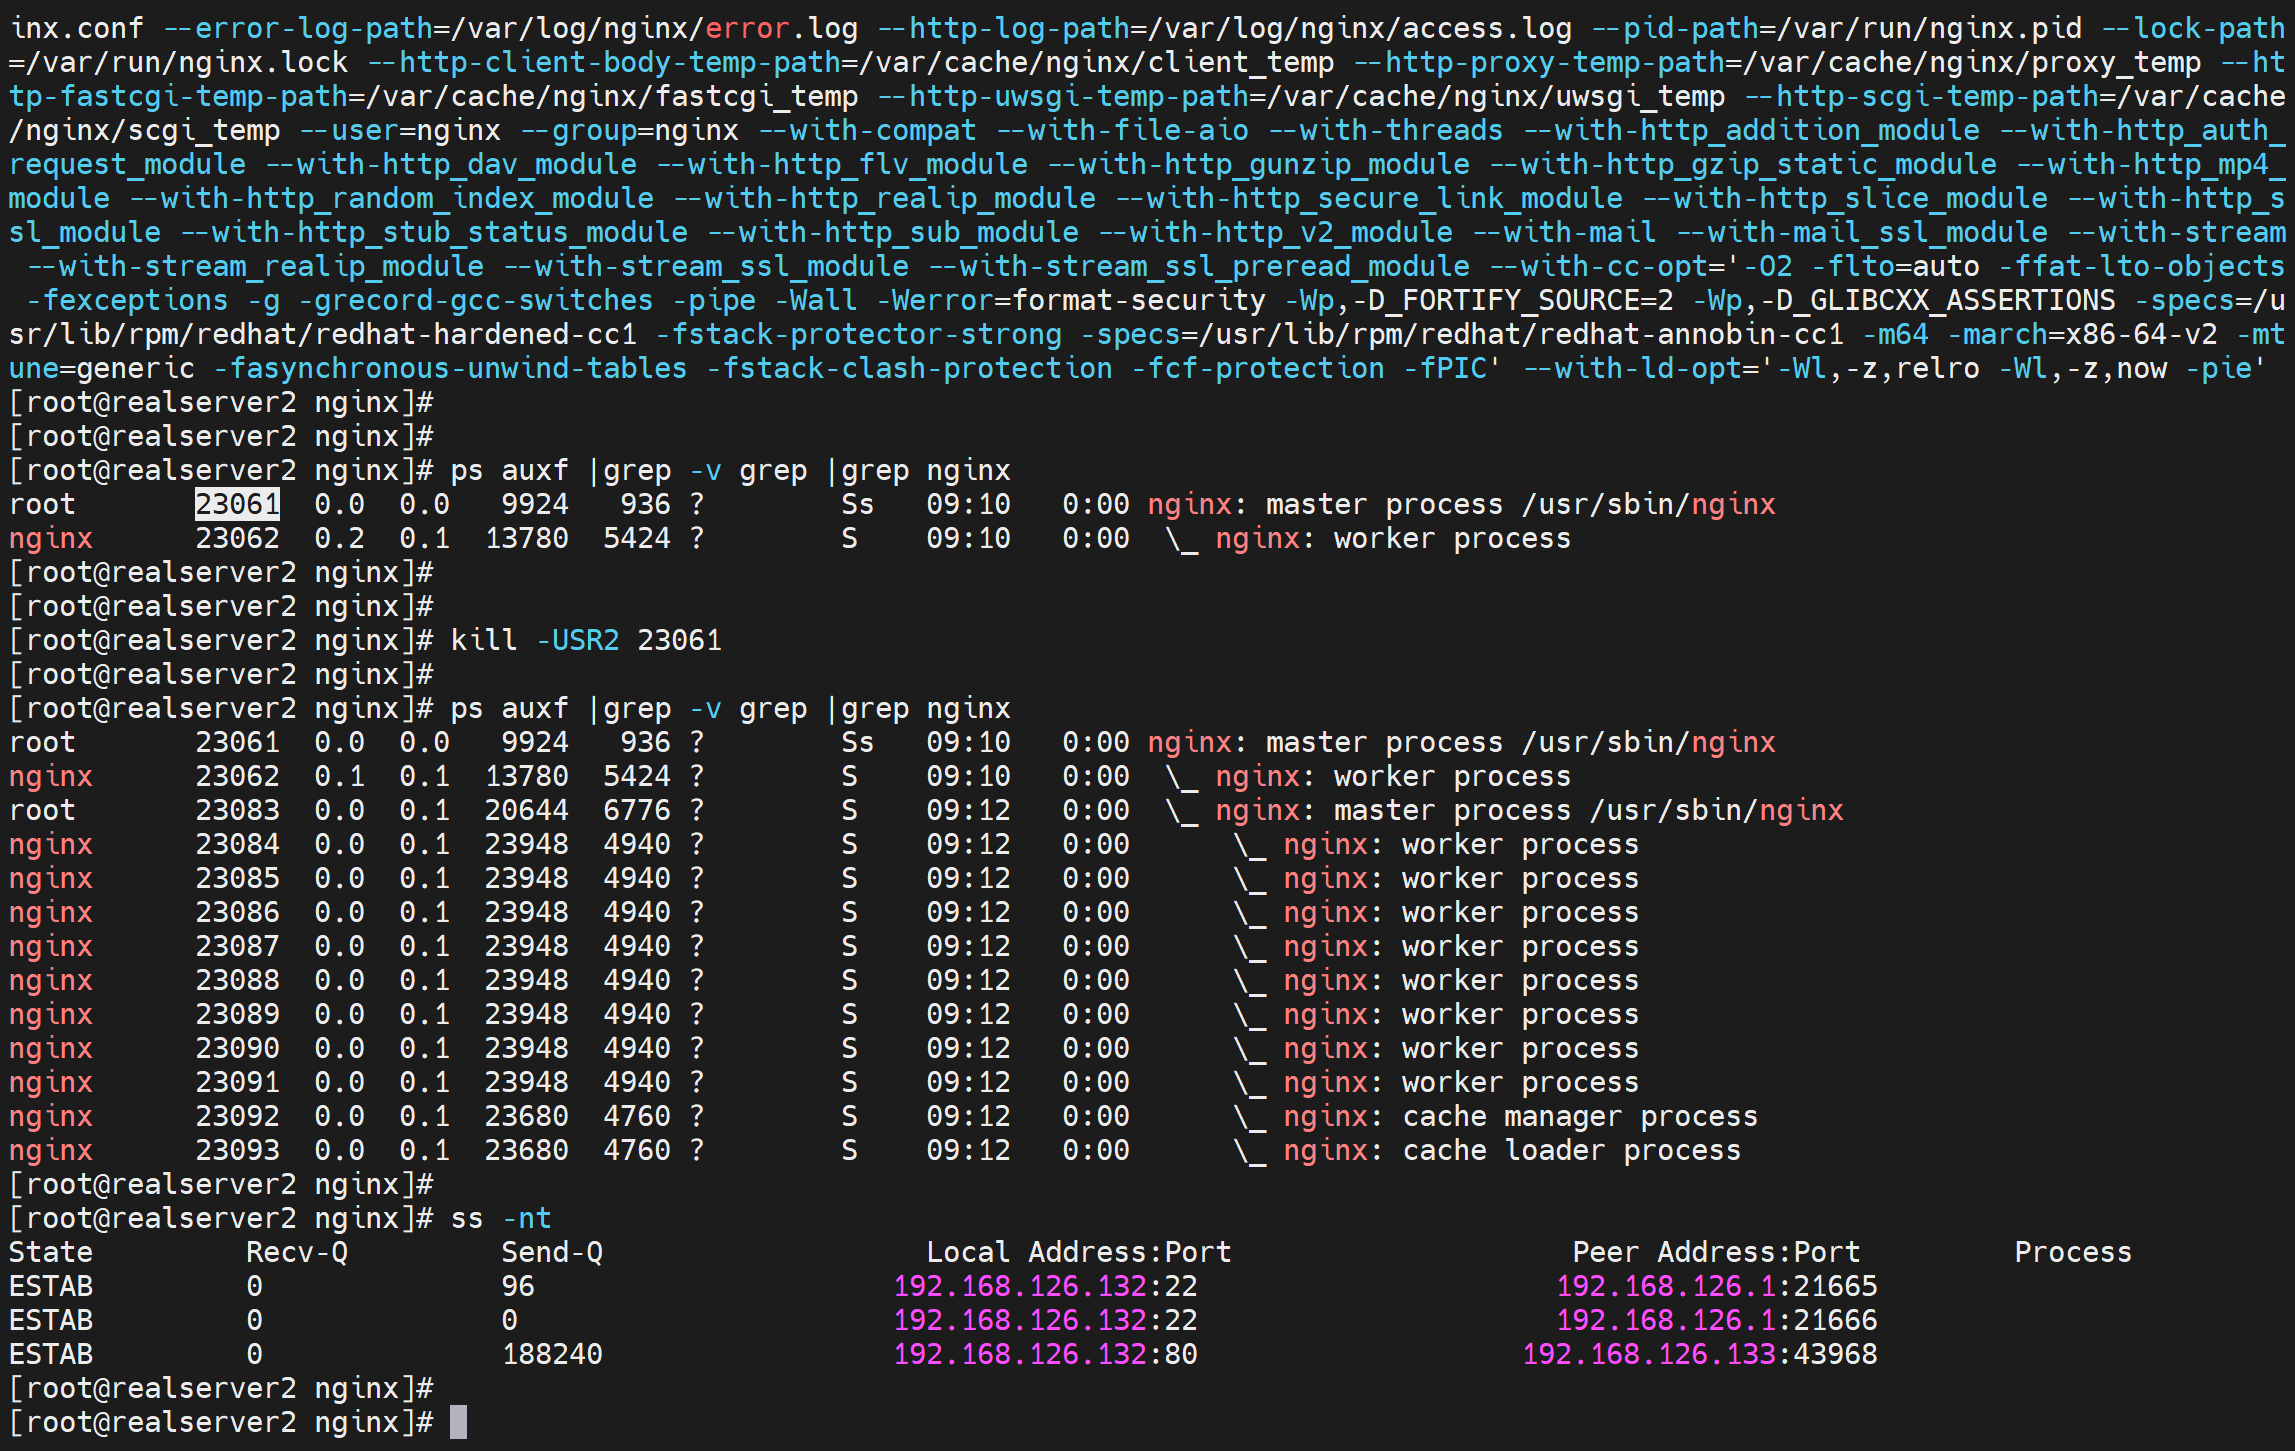 inx.conf --error-log-path=/var/log/nginx/error.log --http-log-path=/var/log/nginx/access.log --pid-path=/var/run/nginx.pid --lock-path
=/var/run/nginx.lock --http-client-body-temp-path=/var/cache/nginx/client_temp --http-proxy-temp-path=/var/cache/nginx/proxy_temp --ht
tp-fastcgi-temp-path=/var/cache/nginx/fastcgi_temp --http-uwsgi-temp-path=/var/cache/nginx/uwsgi_temp --http-scgi-temp-path=/var/cache
/nginx/scgi_temp --user=nginx --group=nginx --with-compat --with-file-aio --with-threads --with-http_addition_module --with-http_auth_
request_module --with-http_dav_module --with-http_flv_module --with-http_gunzip_module --with-http_gzip_static_module --with-http_mp4_
module --with-http_random_index_module --with-http_realip_module --with-http_secure_link_module --with-http_slice_module --with-http_s
sl_module --with-http_stub_status_module --with-http_sub_module --with-http_v2_module --with-mail --with-mail_ssl_module --with-stream
 --with-stream_realip_module --with-stream_ssl_module --with-stream_ssl_preread_module --with-cc-opt='-O2 -flto=auto -ffat-lto-objects
 -fexceptions -g -grecord-gcc-switches -pipe -Wall -Werror=format-security -Wp,-D_FORTIFY_SOURCE=2 -Wp,-D_GLIBCXX_ASSERTIONS -specs=/u
sr/lib/rpm/redhat/redhat-hardened-cc1 -fstack-protector-strong -specs=/usr/lib/rpm/redhat/redhat-annobin-cc1 -m64 -march=x86-64-v2 -mt
une=generic -fasynchronous-unwind-tables -fstack-clash-protection -fcf-protection -fPIC' --with-ld-opt='-Wl,-z,relro -Wl,-z,now -pie'
[root@realserver2 nginx]#
[root@realserver2 nginx]#
[root@realserver2 nginx]# ps auxf |grep -v grep |grep nginx
root       23061  0.0  0.0   9924   936 ?        Ss   09:10   0:00 nginx: master process /usr/sbin/nginx
nginx      23062  0.2  0.1  13780  5424 ?        S    09:10   0:00  \_ nginx: worker process
[root@realserver2 nginx]#
[root@realserver2 nginx]#
[root@realserver2 nginx]# kill -USR2 23061
[root@realserver2 nginx]#
[root@realserver2 nginx]# ps auxf |grep -v grep |grep nginx
root       23061  0.0  0.0   9924   936 ?        Ss   09:10   0:00 nginx: master process /usr/sbin/nginx
nginx      23062  0.1  0.1  13780  5424 ?        S    09:10   0:00  \_ nginx: worker process
root       23083  0.0  0.1  20644  6776 ?        S    09:12   0:00  \_ nginx: master process /usr/sbin/nginx
nginx      23084  0.0  0.1  23948  4940 ?        S    09:12   0:00      \_ nginx: worker process
nginx      23085  0.0  0.1  23948  4940 ?        S    09:12   0:00      \_ nginx: worker process
nginx      23086  0.0  0.1  23948  4940 ?        S    09:12   0:00      \_ nginx: worker process
nginx      23087  0.0  0.1  23948  4940 ?        S    09:12   0:00      \_ nginx: worker process
nginx      23088  0.0  0.1  23948  4940 ?        S    09:12   0:00      \_ nginx: worker process
nginx      23089  0.0  0.1  23948  4940 ?        S    09:12   0:00      \_ nginx: worker process
nginx      23090  0.0  0.1  23948  4940 ?        S    09:12   0:00      \_ nginx: worker process
nginx      23091  0.0  0.1  23948  4940 ?        S    09:12   0:00      \_ nginx: worker process
nginx      23092  0.0  0.1  23680  4760 ?        S    09:12   0:00      \_ nginx: cache manager process
nginx      23093  0.0  0.1  23680  4760 ?        S    09:12   0:00      \_ nginx: cache loader process
[root@realserver2 nginx]#
[root@realserver2 nginx]# ss -nt
State         Recv-Q         Send-Q                   Local Address:Port                    Peer Address:Port         Process
ESTAB         0              96                     192.168.126.132:22                     192.168.126.1:21665
ESTAB         0              0                      192.168.126.132:22                     192.168.126.1:21666
ESTAB         0              188240                 192.168.126.132:80                   192.168.126.133:43968
[root@realserver2 nginx]#
[root@realserver2 nginx]#